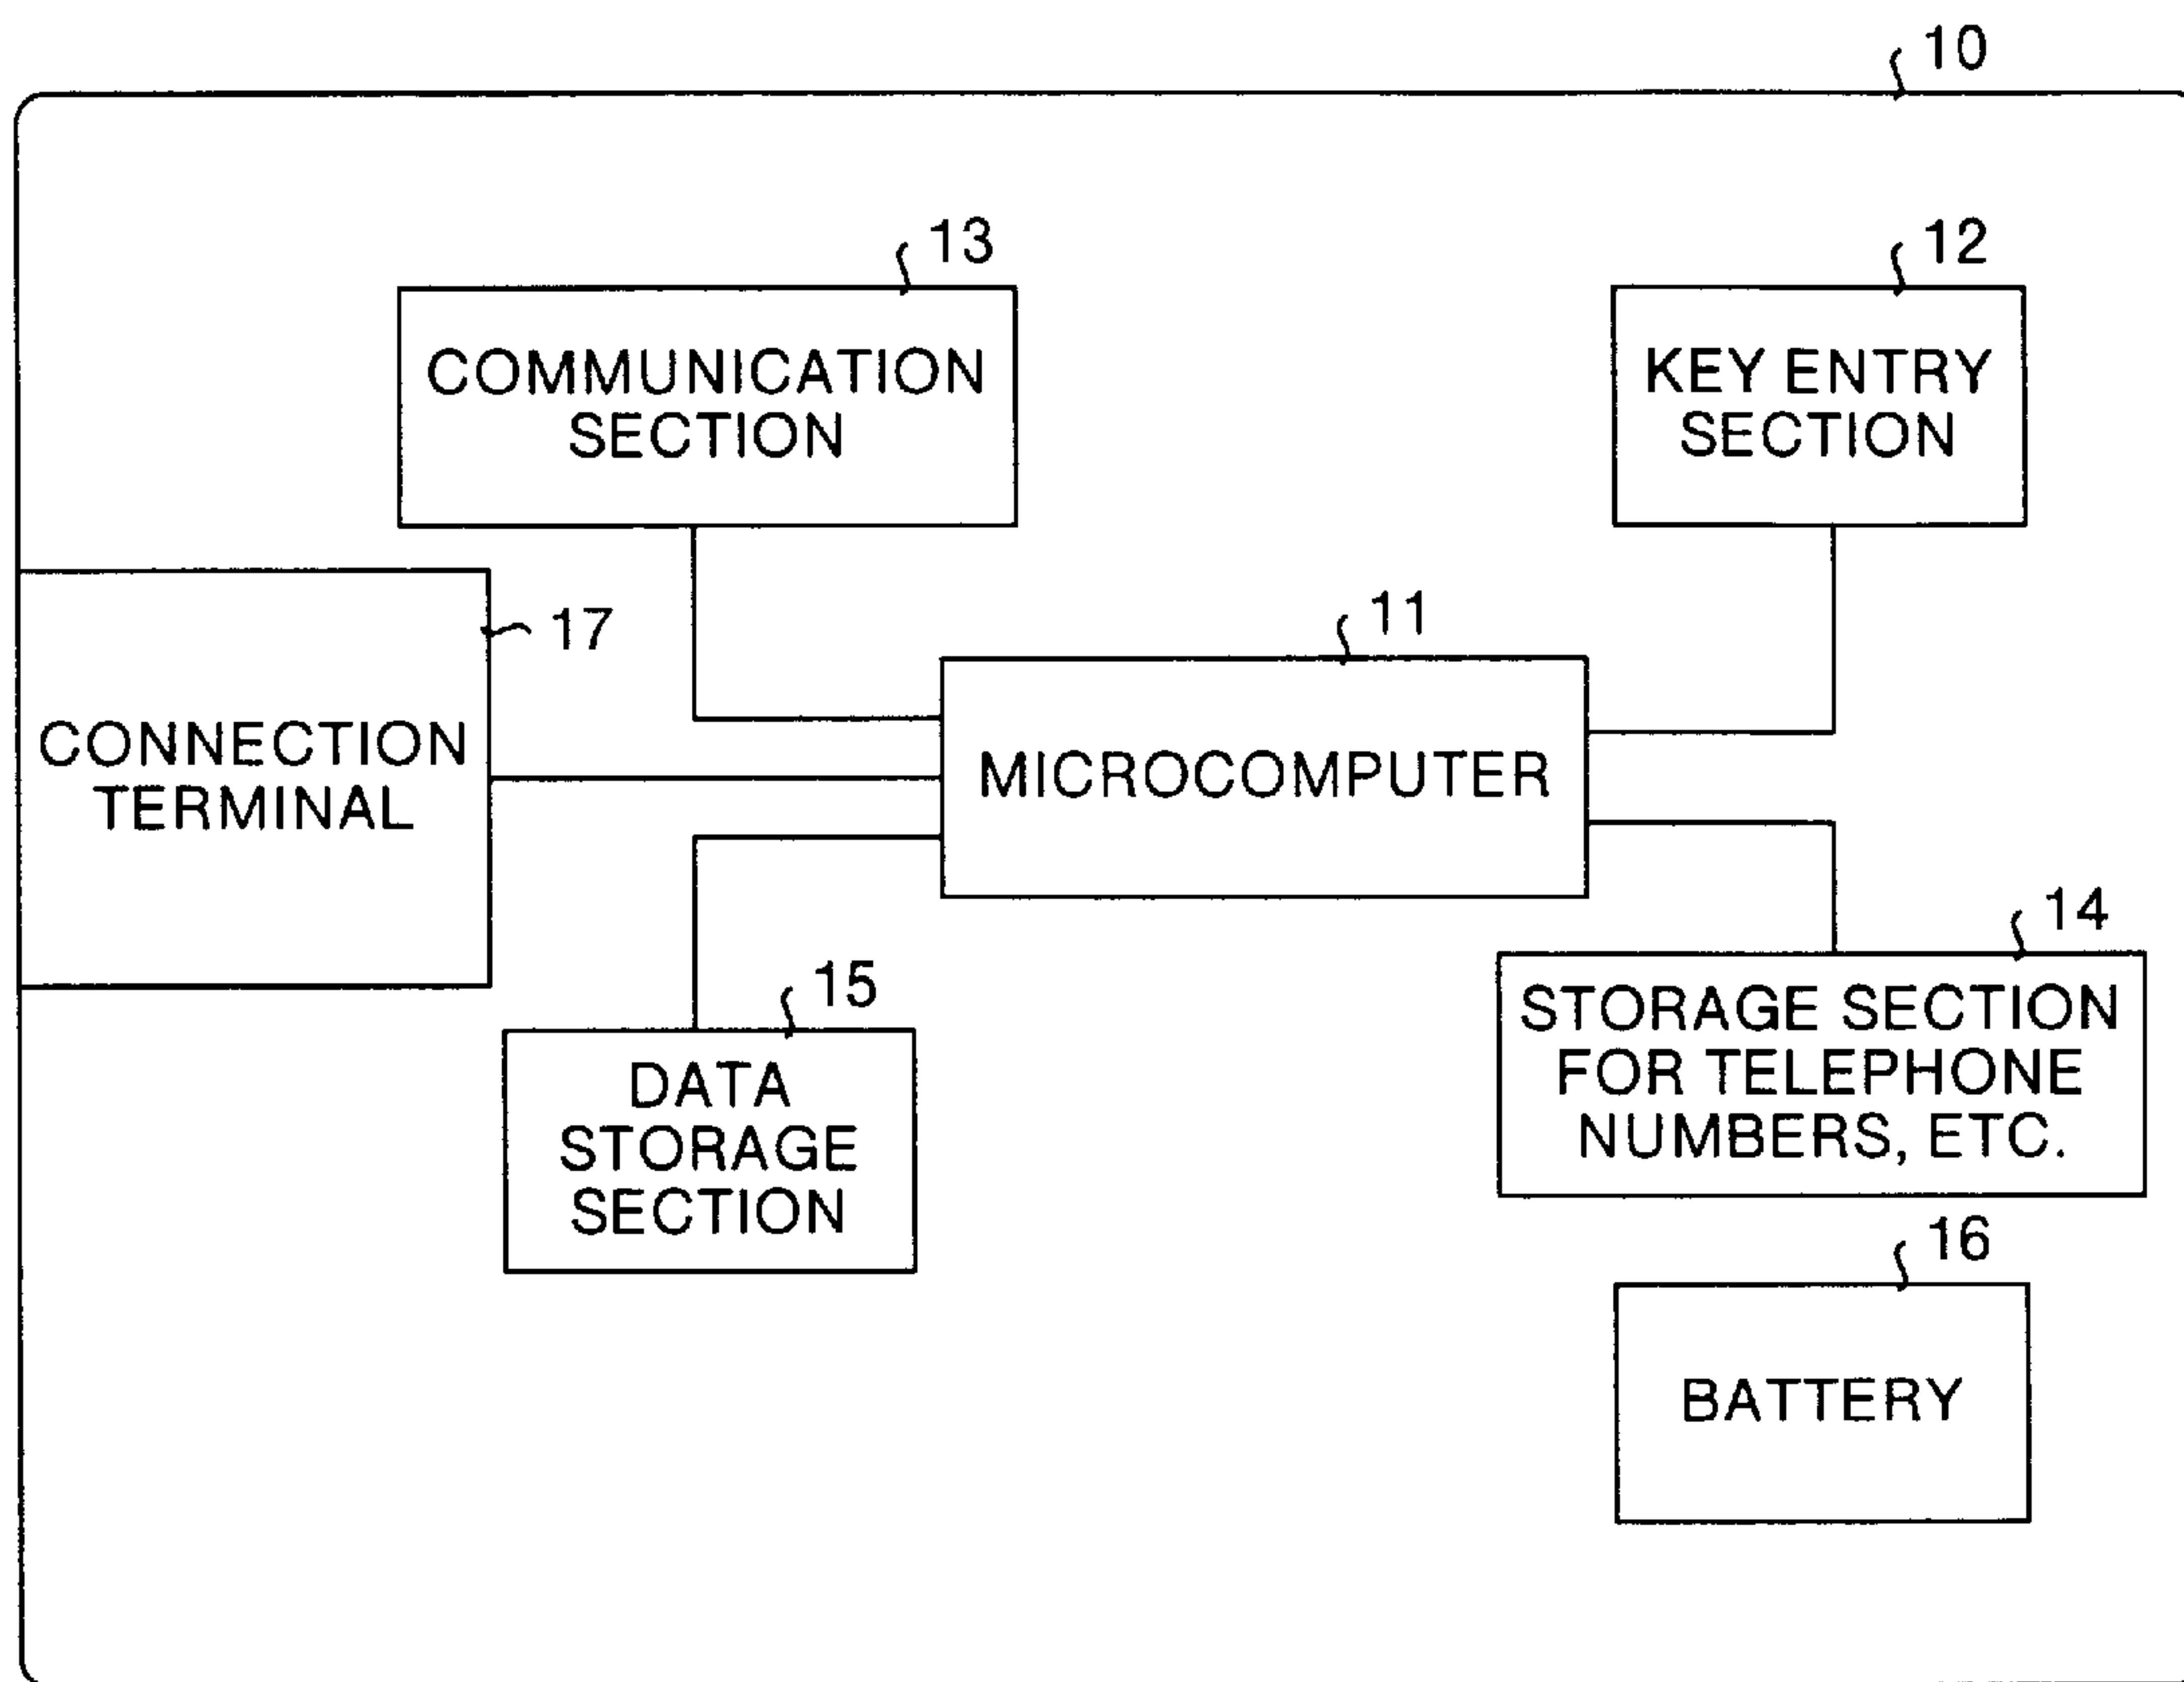 10
13
COMMUNICATION
SECTION
12
KEY ENTRY
SECTION
17
CONNECTION
TERMINAL
11
MICROCOMPUTER
14
STORAGE SECTION
FOR TELEPHONE
NUMBERS, ETC.
15
DATA
STORAGE
SECTION
16
BATTERY